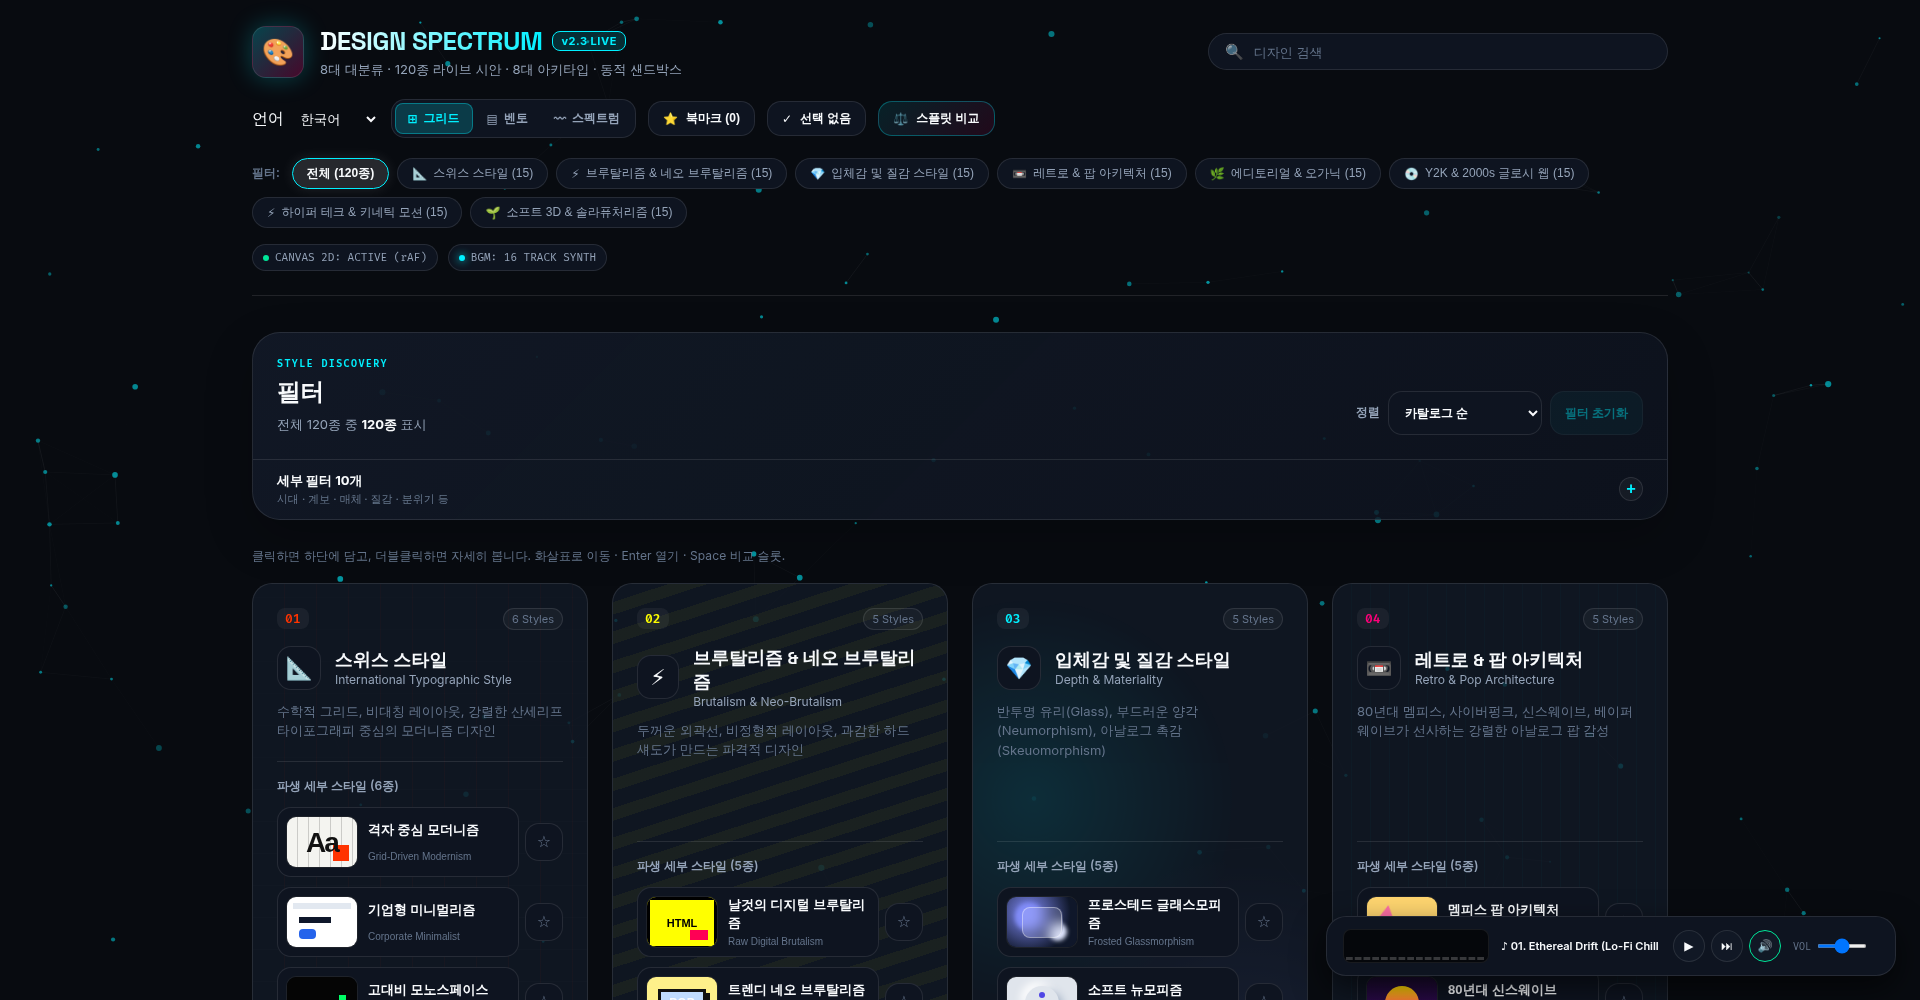 DESIGN SPECTRUM
v2.3 LIVE
8대 대분류 · 120종 라이브 시안 · 8대 아키타입 · 동적 샌드박스
디자인 검색
언어 한국어
그리드 벤토 스펙트럼
북마크 (0)
✓ 선택 없음
스플릿 비교
필터:
전체 (120종)
스위스 스타일 (15)
브루탈리즘 & 네오 브루탈리즘 (15)
입체감 및 질감 스타일 (15)
레트로 & 팝 아키텍처 (15)
에디토리얼 & 오가닉 (15)
Y2K & 2000s 글로시 웹 (15)
하이퍼 테크 & 키네틱 모션 (15)
소프트 3D & 솔라퓨처리즘 (15)
CANVAS 2D: ACTIVE (rAF)
BGM: 16 TRACK SYNTH
STYLE DISCOVERY
필터
전체 120종 중 120종 표시
정렬 카탈로그 순
필터 초기화
세부 필터 10개
시대 · 계보 · 매체 · 질감 · 분위기 등
+
클릭하면 하단에 담고, 더블클릭하면 자세히 봅니다. 화살표로 이동 · Enter 열기 · Space 비교 슬롯.
01
6 Styles
스위스 스타일
International Typographic Style
수학적 그리드, 비대칭 레이아웃, 강렬한 산세리프
타이포그래피 중심의 모더니즘 디자인
파생 세부 스타일 (6종)
Aa
격자 중심 모더니즘
Grid-Driven Modernism
기업형 미니멀리즘
Corporate Minimalist
고대비 모노스페이스
02
5 Styles
브루탈리즘 & 네오 브루탈리
즘
Brutalism & Neo-Brutalism
두꺼운 외곽선, 비정형적 레이아웃, 과감한 하드
섀도가 만드는 파격적 디자인
파생 세부 스타일 (5종)
HTML
날것의 디지털 브루탈리
즘
Raw Digital Brutalism
트렌디 네오 브루탈리즘
03
5 Styles
입체감 및 질감 스타일
Depth & Materiality
반투명 유리(Glass), 부드러운 양각
(Neumorphism), 아날로그 촉감
(Skeuomorphism)
파생 세부 스타일 (5종)
프로스테드 글래스모피
즘
Frosted Glassmorphism
소프트 뉴모피즘
04
5 Styles
레트로 & 팝 아키텍처
Retro & Pop Architecture
80년대 멤피스, 사이버펑크, 신스웨이브, 베이퍼
웨이브가 선사하는 강렬한 아날로그 팝 감성
파생 세부 스타일 (5종)
멤피스 팝 아키텍처
80년대 신스웨이브
♪ 01. Ethereal Drift (Lo-Fi Chill
VOL